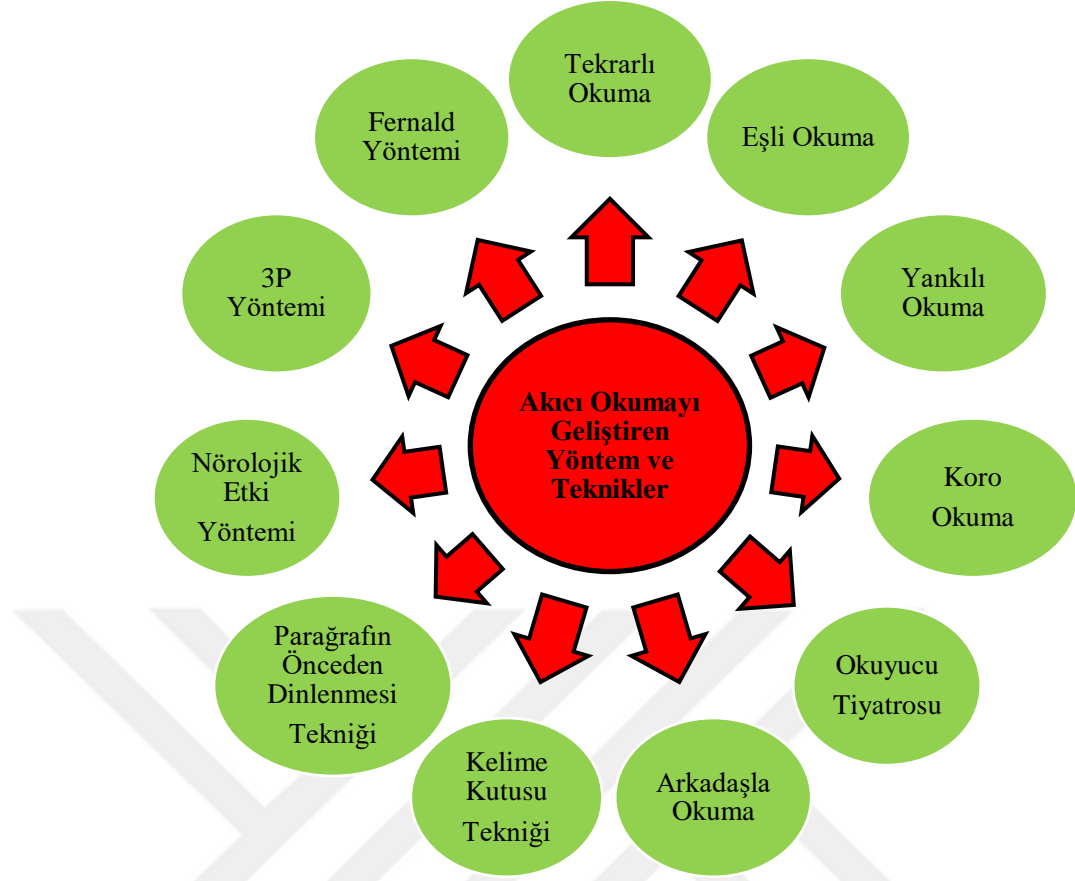 Tekrarlı
Okuma
Eşli Okuma
Yankılı
Okuma
Koro
Okuma
Okuyucu
Tiyatrosu
Arkadaşla
Okuma
Kelime
Kutusu
Tekniği
Parağrafın
Önceden
Dinlenmesi
Tekniği
Nörolojik
Etki
Yöntemi
3P
Yöntemi
Fernald
Yöntemi
Akıcı Okumayı
Geliştiren
Yöntem ve
Teknikler